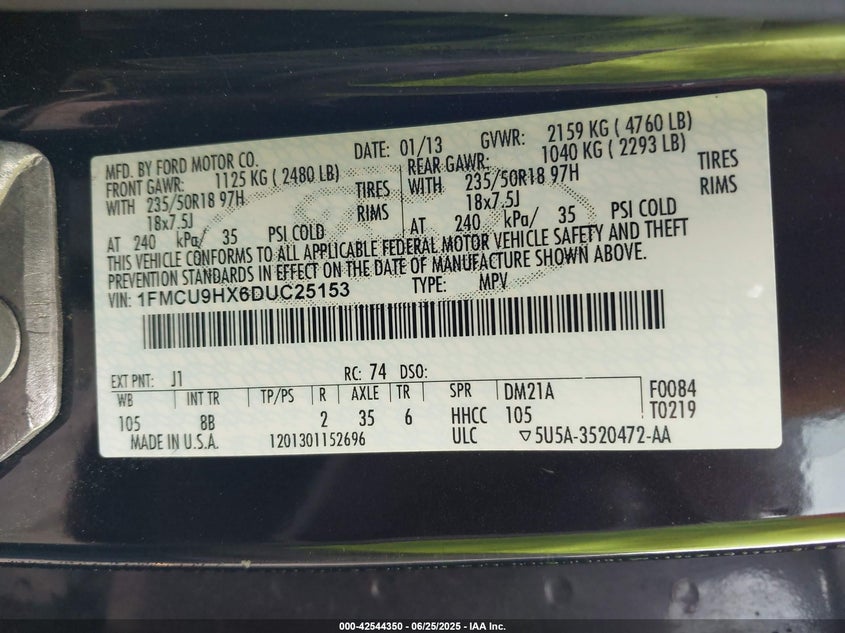 MFD. BY FORD MOTOR CO. DATE: 01/13 GVWR: 2159 KG ( 4760 LB)
FRONT GAWR: 1125 KG ( 2480 LB) REAR GAWR: 1040 KG ( 2293 LB)
WITH 235/50R18 97H TIRES WITH 235/50R18 97H TIRES
18x7.5J RIMS 18x7.5J RIMS
AT 240 kPa/ 35 PSI COLD AT 240 kPa/ 35 PSI COLD
THIS VEHICLE CONFORMS TO ALL APPLICABLE FEDERAL MOTOR VEHICLE SAFETY AND THEFT
PREVENTION STANDARDS IN EFFECT ON THE DATE OF MANUFACTURE SHOWN ABOVE.
VIN: 1FMCU9HX6DUC25153 TYPE: MPV
EXT PNT: J1 RC: 74 DSO:
WB INT TR TP/PS R AXLE TR SPR DM21A F0084
105 8B 2 35 6 HHCC 105 T0219
MADE IN U.S.A. 1201301152696 ULC 5U5A-3520472-AA
000-42544350 - 06/25/2025 - IAA Inc.